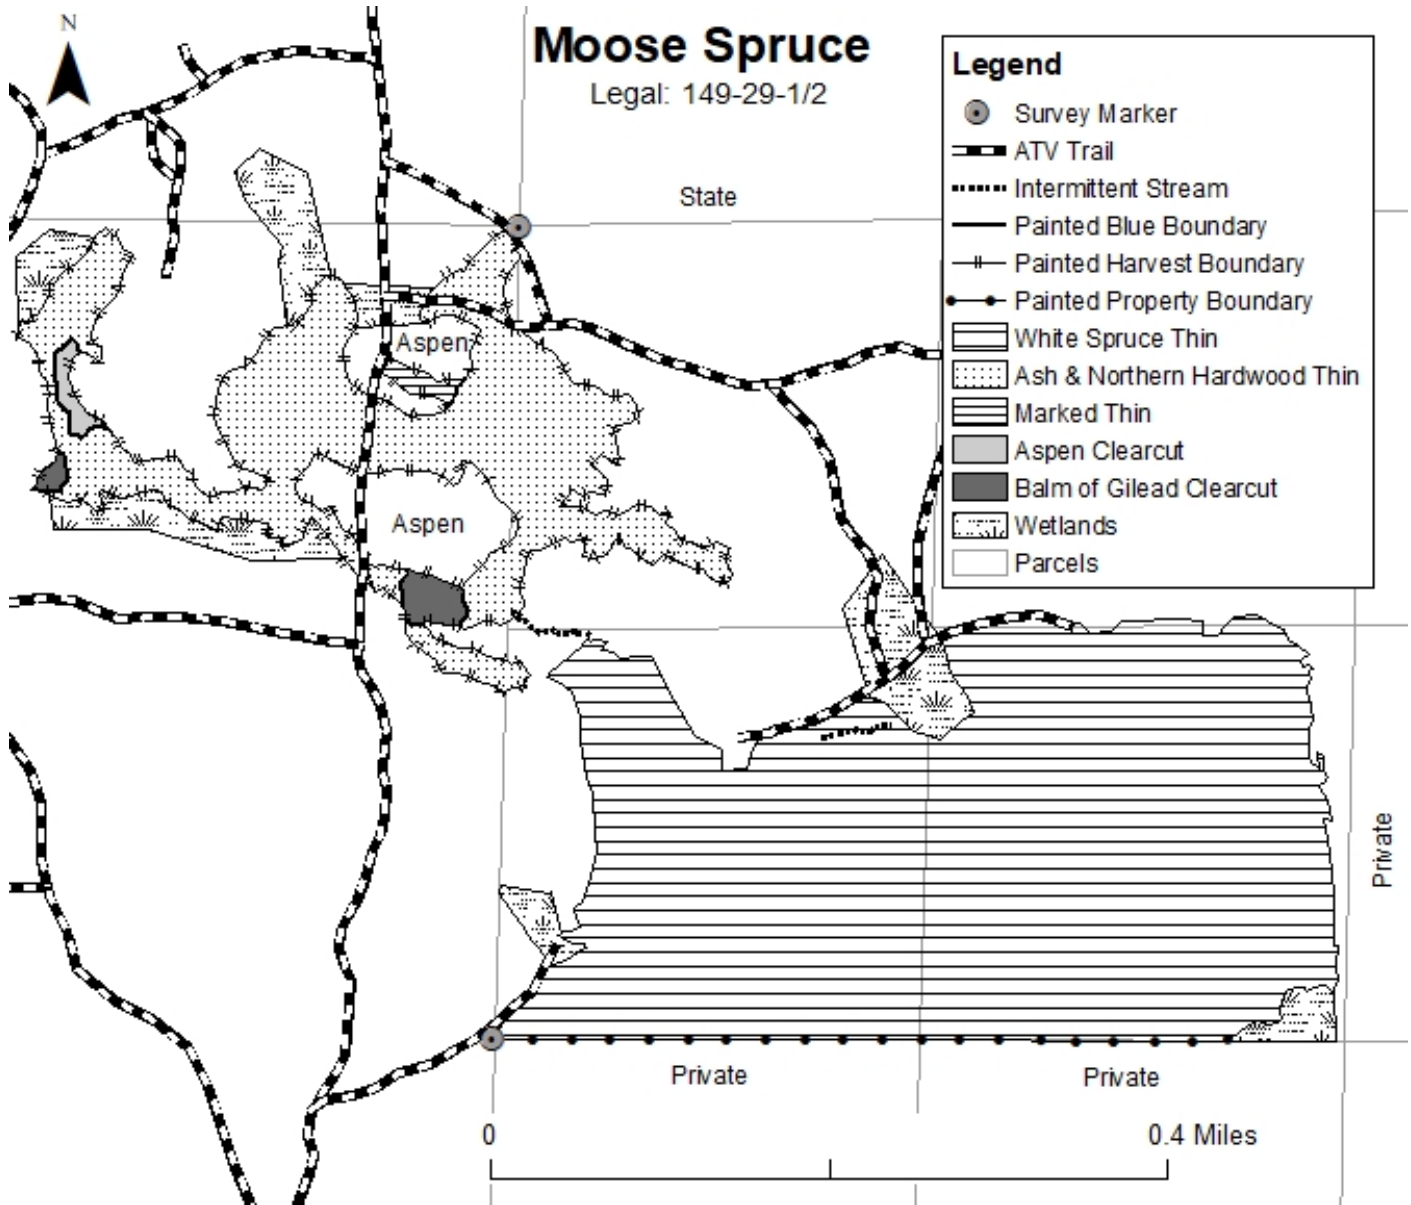 N
Moose Spruce
Legal: 149-29-1/2
Legend
Survey Marker
ATV Trail
Intermittent Stream
Painted Blue Boundary
Painted Harvest Boundary
Painted Property Boundary
White Spruce Thin
Ash & Northern Hardwood Thin
Marked Thin
Aspen Clearcut
Balm of Gilead Clearcut
Wetlands
Parcels
State
Aspen
Aspen
Private
Private
Private
0
0.4 Miles